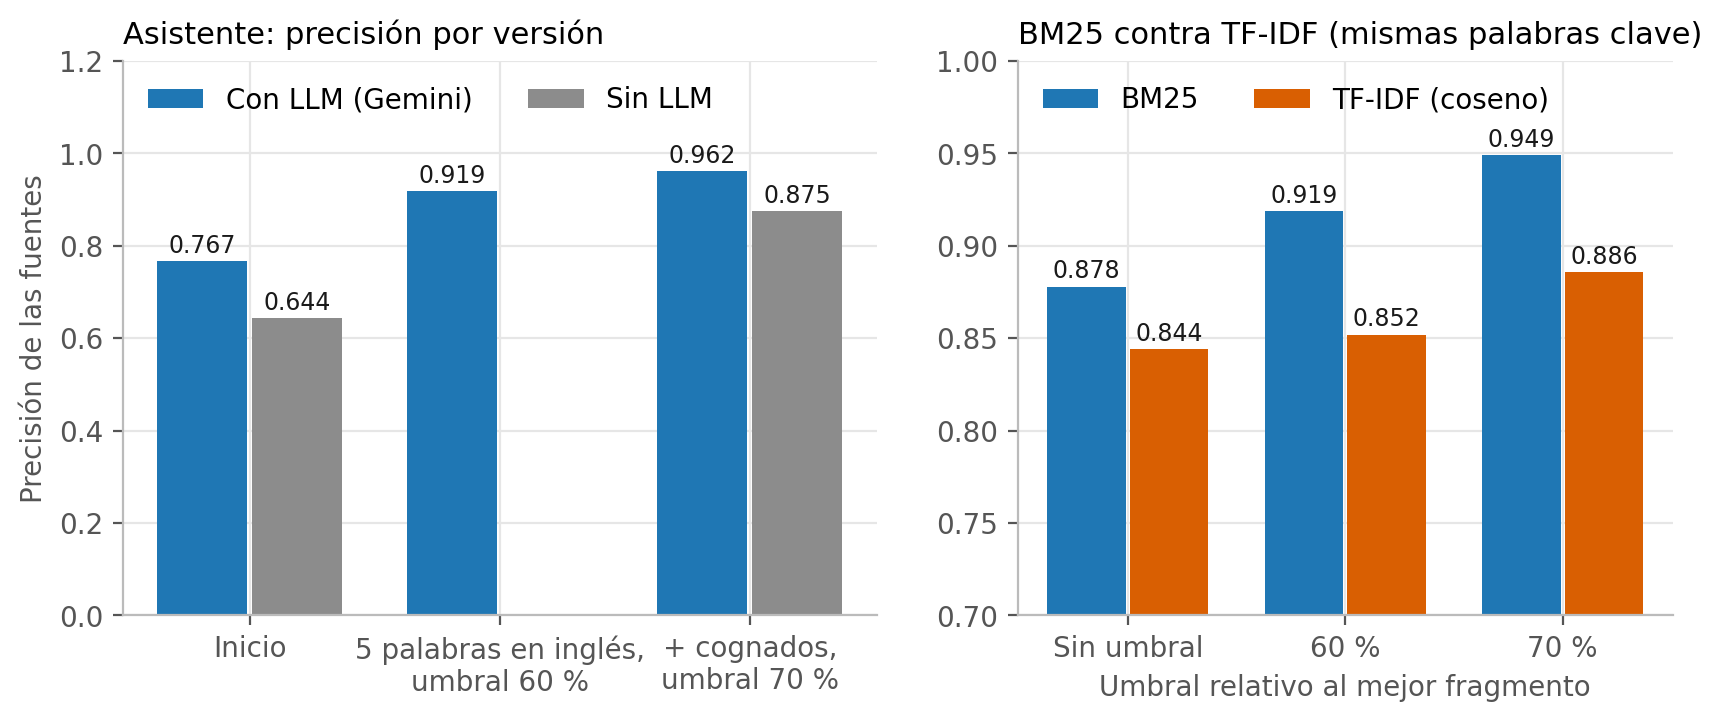 Asistente: precisión por versión
Precisión de las fuentes
1.2
1.0
0.8
0.6
0.4
0.2
0.0
Con LLM (Gemini)
Sin LLM
0.767
0.644
0.919
0.962
0.875
Inicio
5 palabras en inglés,
umbral 60 %
+ cognados,
umbral 70 %
BM25 contra TF-IDF (mismas palabras clave)
1.00
0.95
0.90
0.85
0.80
0.75
0.70
BM25
TF-IDF (coseno)
0.878
0.844
0.919
0.852
0.949
0.886
Sin umbral
60 %
70 %
Umbral relativo al mejor fragmento